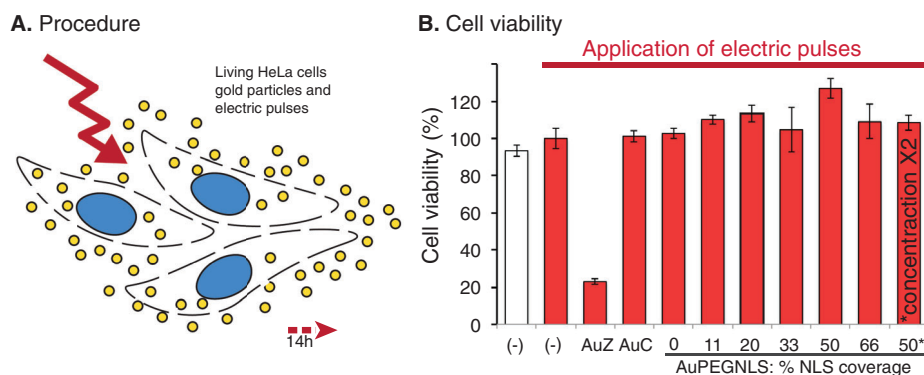 A. Procedure
Living HeLa cells
gold particles and
electric pulses
14h
B. Cell viability
Application of electric pulses
Cell viability (%)
120
100
80
60
40
20
0
*concentration X2
(-) (-) AuZ AuC 0 11 20 33 50 66 50*
AuPEGNLS: % NLS coverage